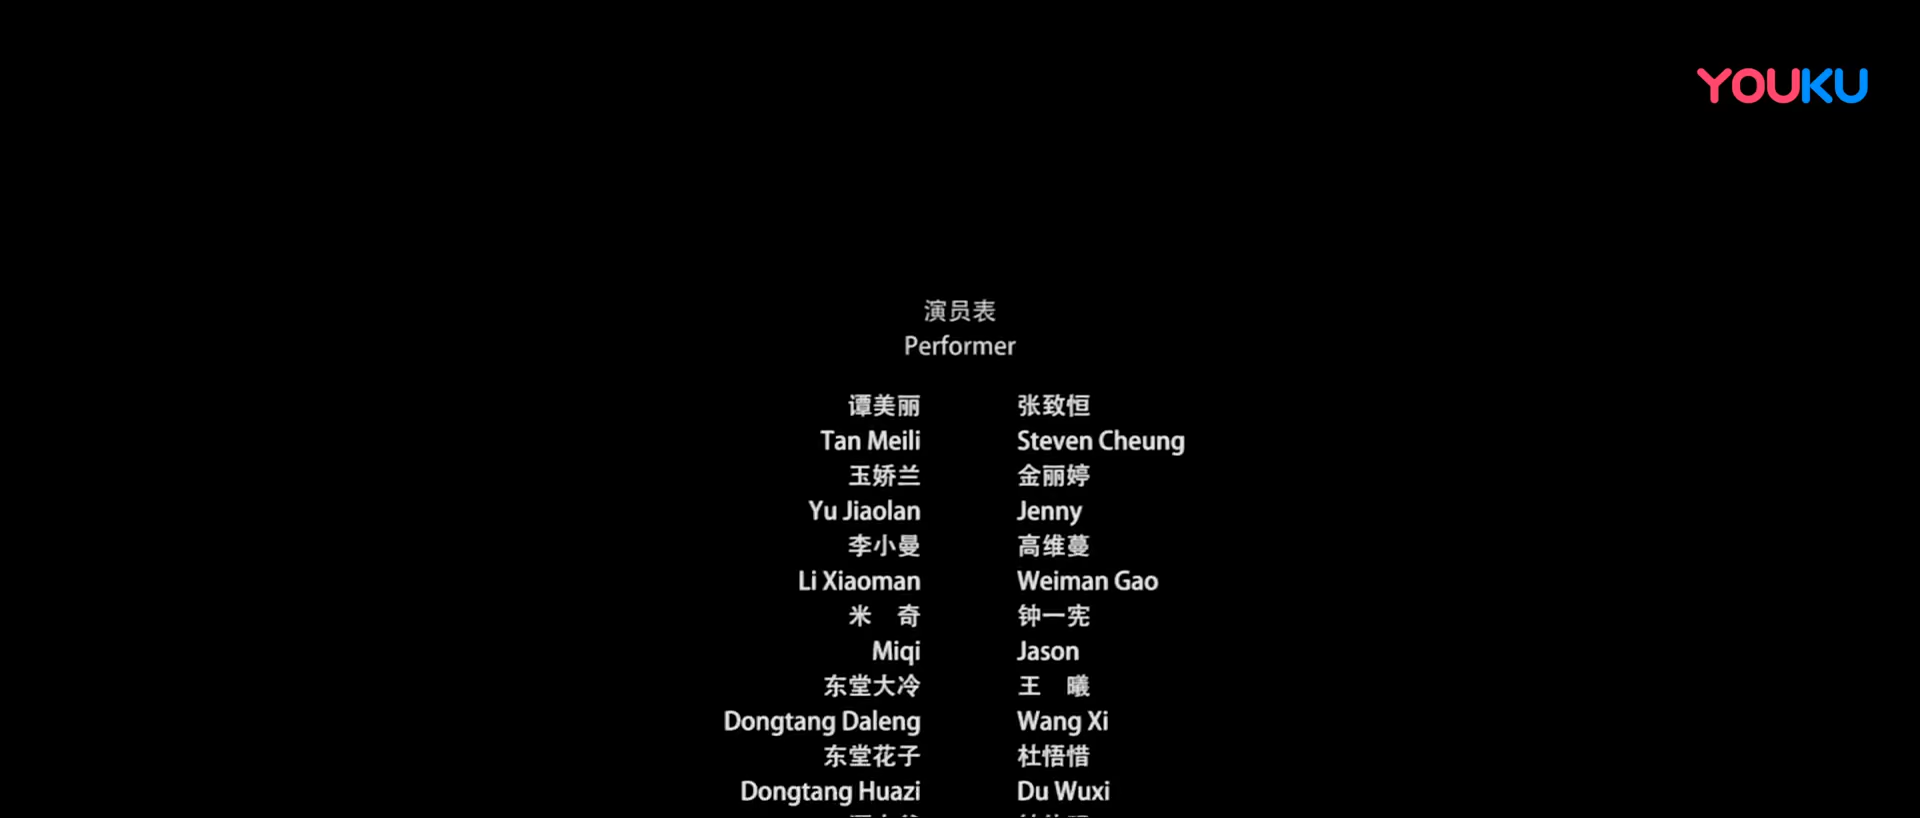 YOUKU
演员表
Performer
谭美丽 张致恒
Tan Meili Steven Cheung
玉娇兰 金丽婷
Yu Jiaolan Jenny
李小曼 高维蔓
Li Xiaoman Weiman Gao
米 奇 钟一宪
Miqi Jason
东堂大冷 王 曦
Dongtang Daleng Wang Xi
东堂花子 杜悟惜
Dongtang Huazi Du Wuxi